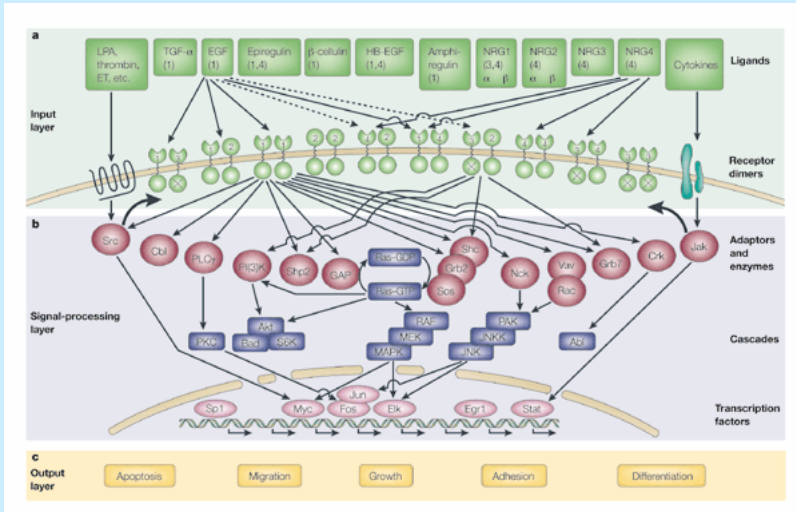 a
LPA,
thrombin,
ET, etc.
TGF-α
(1)
EGF
(1)
Epiregulin
(1,4)
β-cellulin
(1)
HB-EGF
(1,4)
Amphi-
regulin
(1)
NRG1
(3,4)
α β
NRG2
(4)
α β
NRG3
(4)
NRG4
(4)
Cytokines
Ligands
Input
layer
Receptor
dimers
b
Src
Cbl
PLCγ
PI(3)K
Shp2
GAP
Ras-GDP
Ras-GTP
Shc
Grb2
Sos
Nck
Vav
Rac
Grb7
Crk
Jak
Adaptors and
enzymes
Signal-processing
layer
PKC
Akt
Bad
S6K
RAF
MEK
MAPK
PAK
JNKK
JNK
Abl
Cascades
Sp1
Myc
Jun
Fos
Elk
Egr1
Stat
Transcription
factors
c
Output
layer
Apoptosis
Migration
Growth
Adhesion
Differentiation